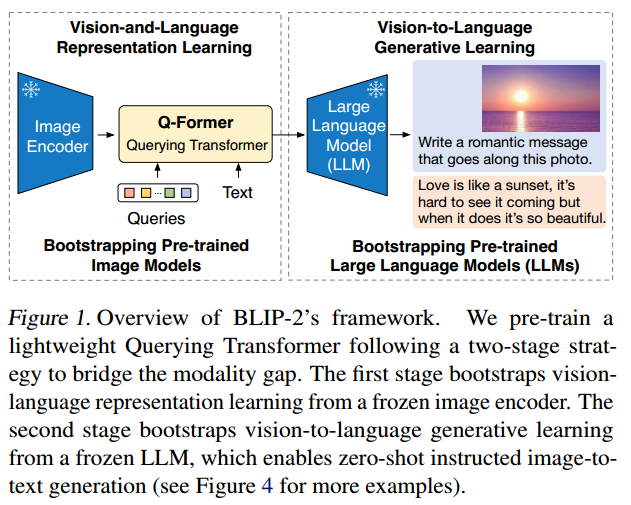 Vision-and-Language
Representation Learning
Vision-to-Language
Generative Learning
Image
Encoder
Q-Former
Querying Transformer
Queries
Text
Large
Language
Model
(LLM)
Write a romantic message
that goes along this photo.
Love is like a sunset, it's
hard to see it coming but
when it does it's so beautiful.
Bootstrapping Pre-trained
Image Models
Bootstrapping Pre-trained
Large Language Models (LLMs)
Figure 1. Overview of BLIP-2's framework. We pre-train a
lightweight Querying Transformer following a two-stage strat-
egy to bridge the modality gap. The first stage bootstraps vision-
language representation learning from a frozen image encoder. The
second stage bootstraps vision-to-language generative learning
from a frozen LLM, which enables zero-shot instructed image-to-
text generation (see Figure 4 for more examples).